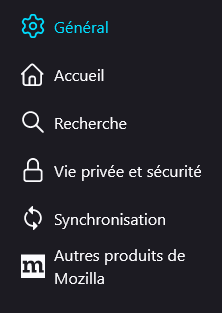 Général
Accueil
Recherche
Vie privée et sécurité
Synchronisation
Autres produits de
m Mozilla